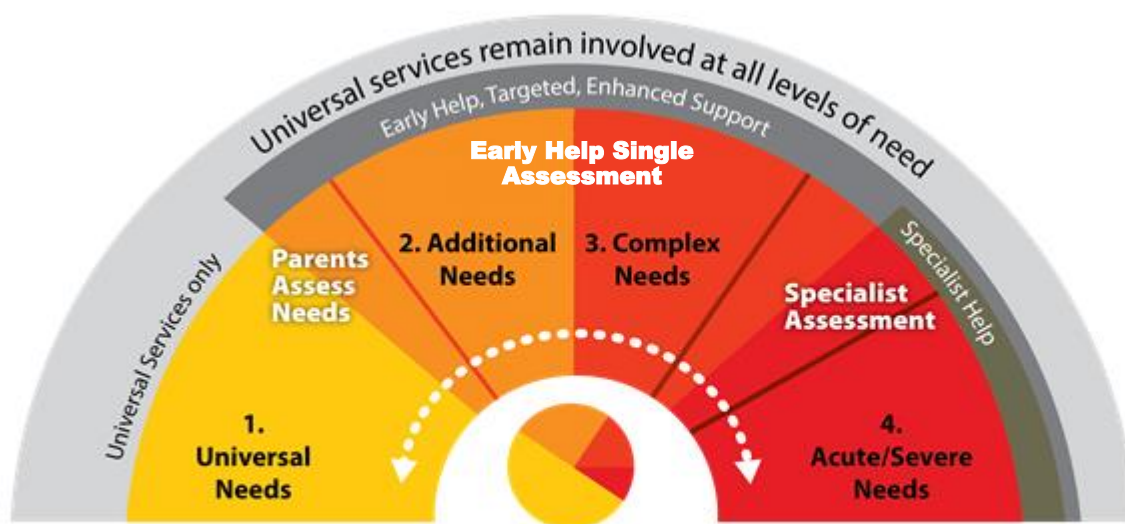 Universal services remain involved at all levels of need
Early Help, Targeted, Enhanced Support
Early Help Single
Assessment
2. Additional
Needs
3. Complex
Needs
Parents
Assess
Needs
Specialist
Assessment
Specialist Help
Universal Services only
1.
Universal
Needs
4.
Acute/Severe
Needs